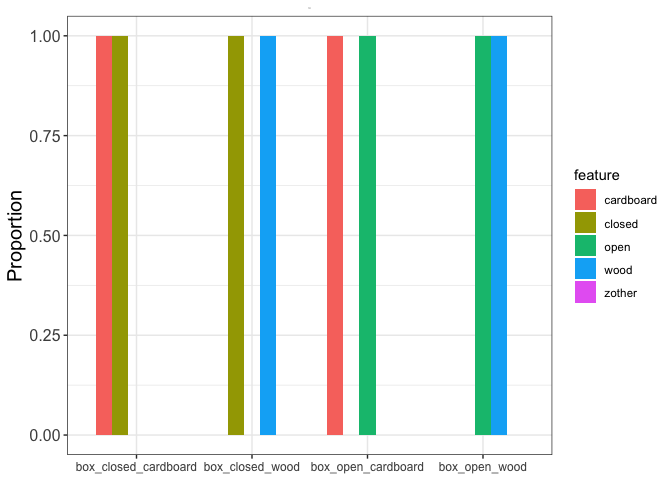 Proportion
1.00
0.75
0.50
0.25
0.00
box_closed_cardboard
box_closed_wood
box_open_cardboard
box_open_wood
feature
cardboard
closed
open
wood
zother